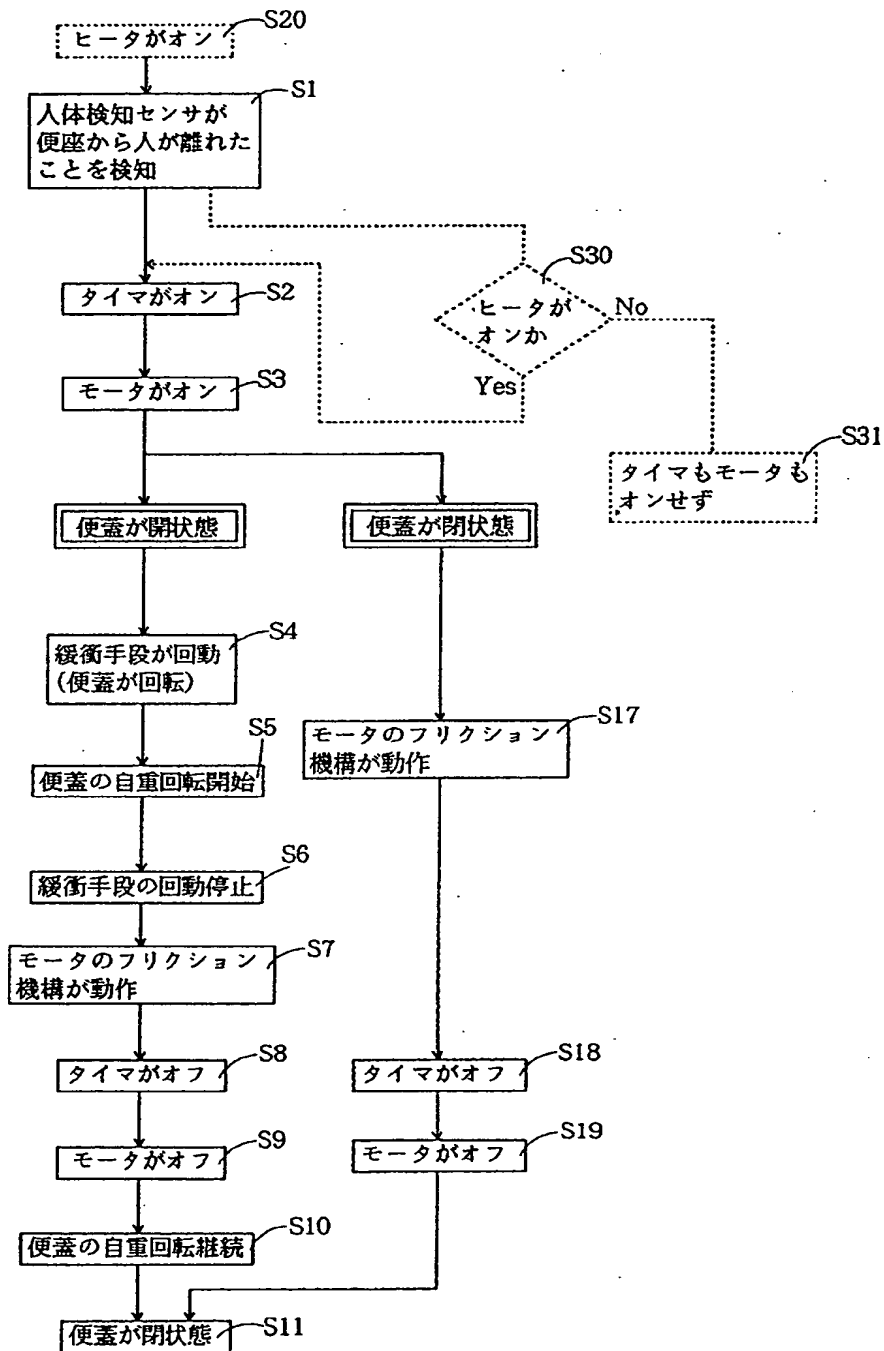 S20
ヒータがオン
S1
人体検知センサが
便座から人が離れた
ことを検知
S30
ヒータが
オンか
No
Yes
S2
タイマがオン
S3
モータがオン
S31
タイマもモータも
オンせず
便蓋が開状態
便蓋が閉状態
S4
緩衝手段が回動
(便蓋が回転)
S17
モータのフリクション
機構が動作
S5
便蓋の自重回転開始
S6
緩衝手段の回動停止
S7
モータのフリクション
機構が動作
S8
タイマがオフ
S18
タイマがオフ
S9
モータがオフ
S19
モータがオフ
S10
便蓋の自重回転継続
S11
便蓋が閉状態